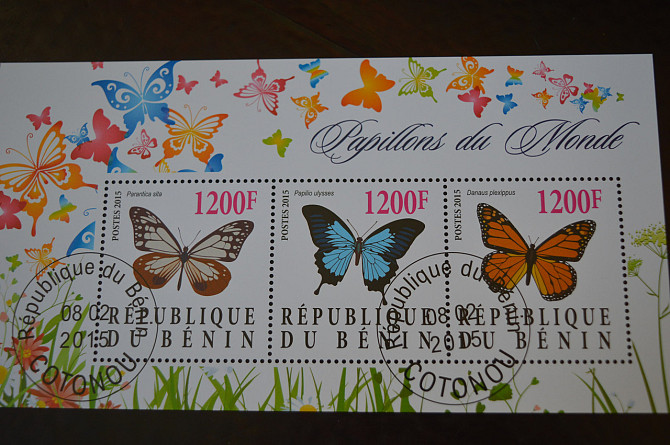 Papillons du Monde
POSTES 2015
Parantica sita
1200F
RÉPUBLIQUE
DU BÉNIN
POSTES 2015
Papilio ulysses
1200F
RÉPUBLIQUE
DU BÉNIN
POSTES 2015
Danaus plexippus
1200F
RÉPUBLIQUE
DU BÉNIN
République du Bénin
08 02
2015
COTONOU
République du Bénin
08 02
2015
COTONOU